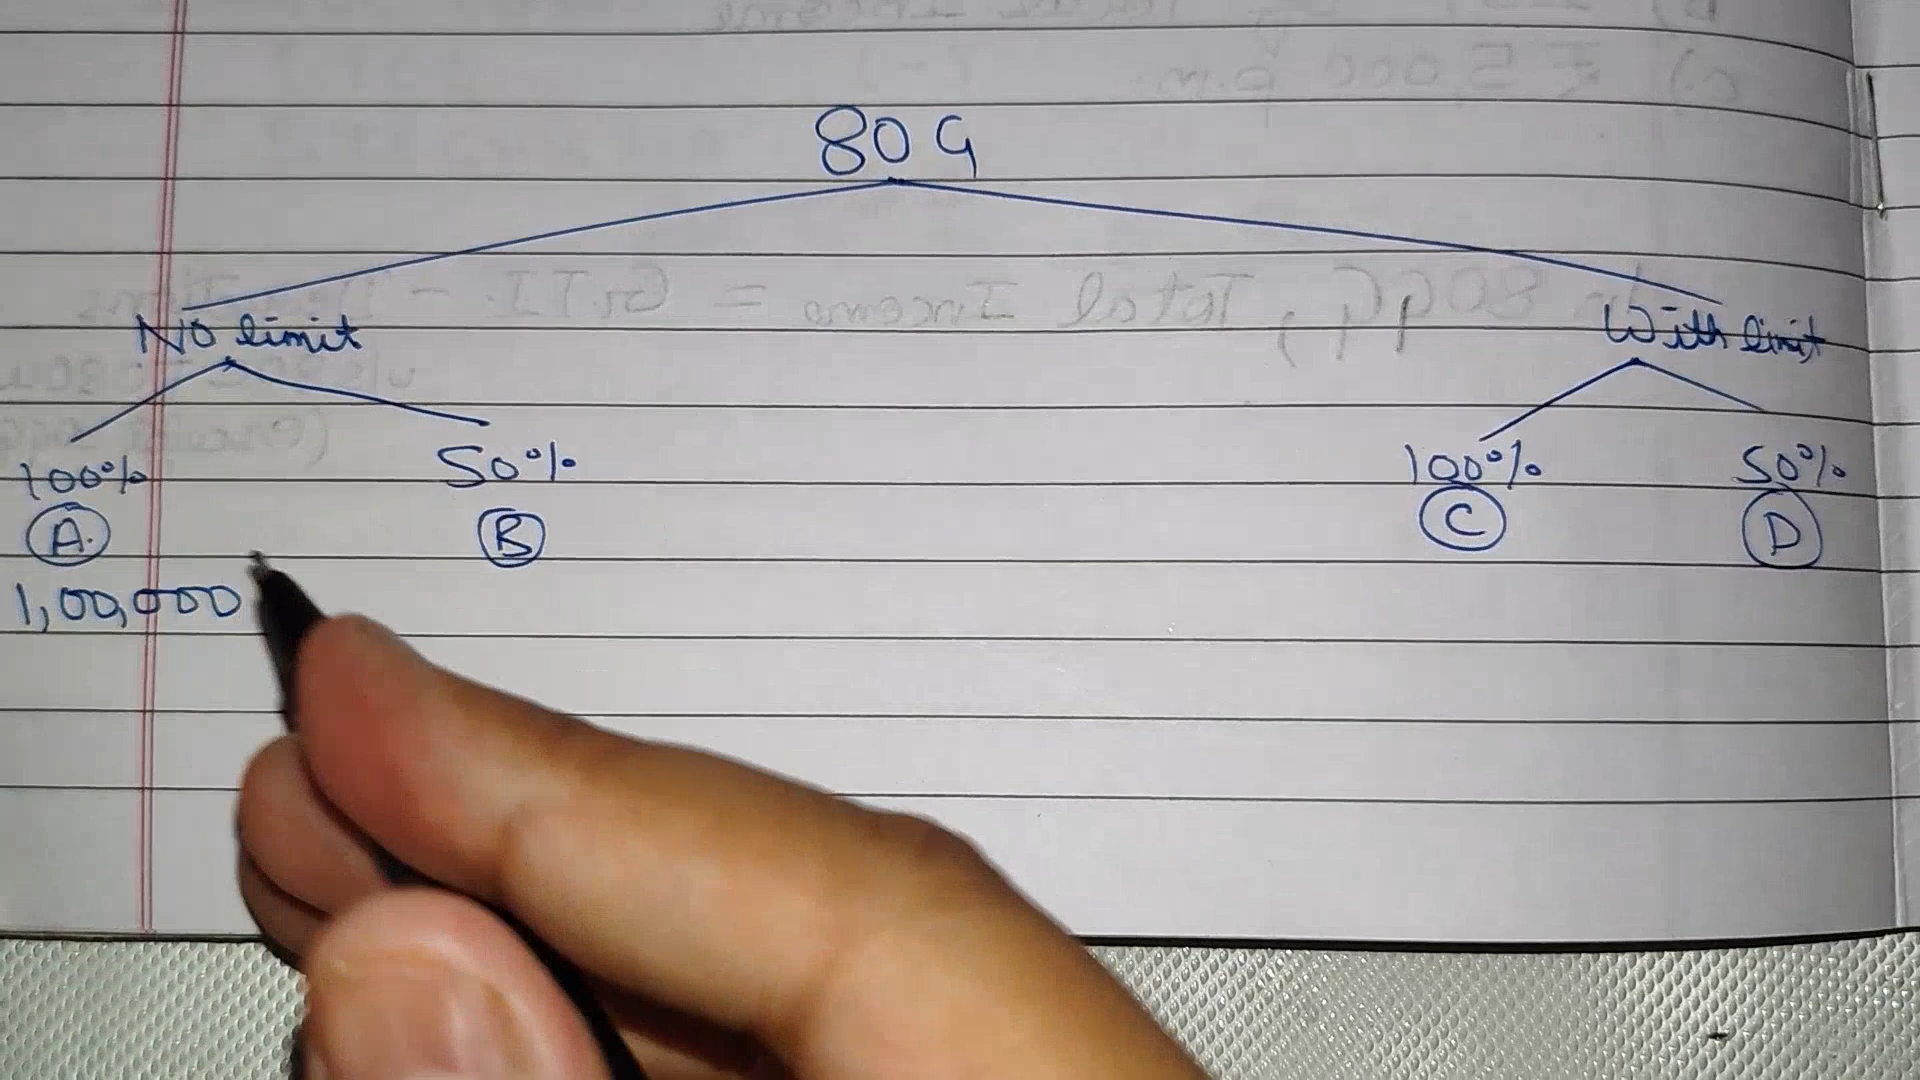 80G
No limit With limit
100% 50% 100% 50%
A. B C D
1,00,000